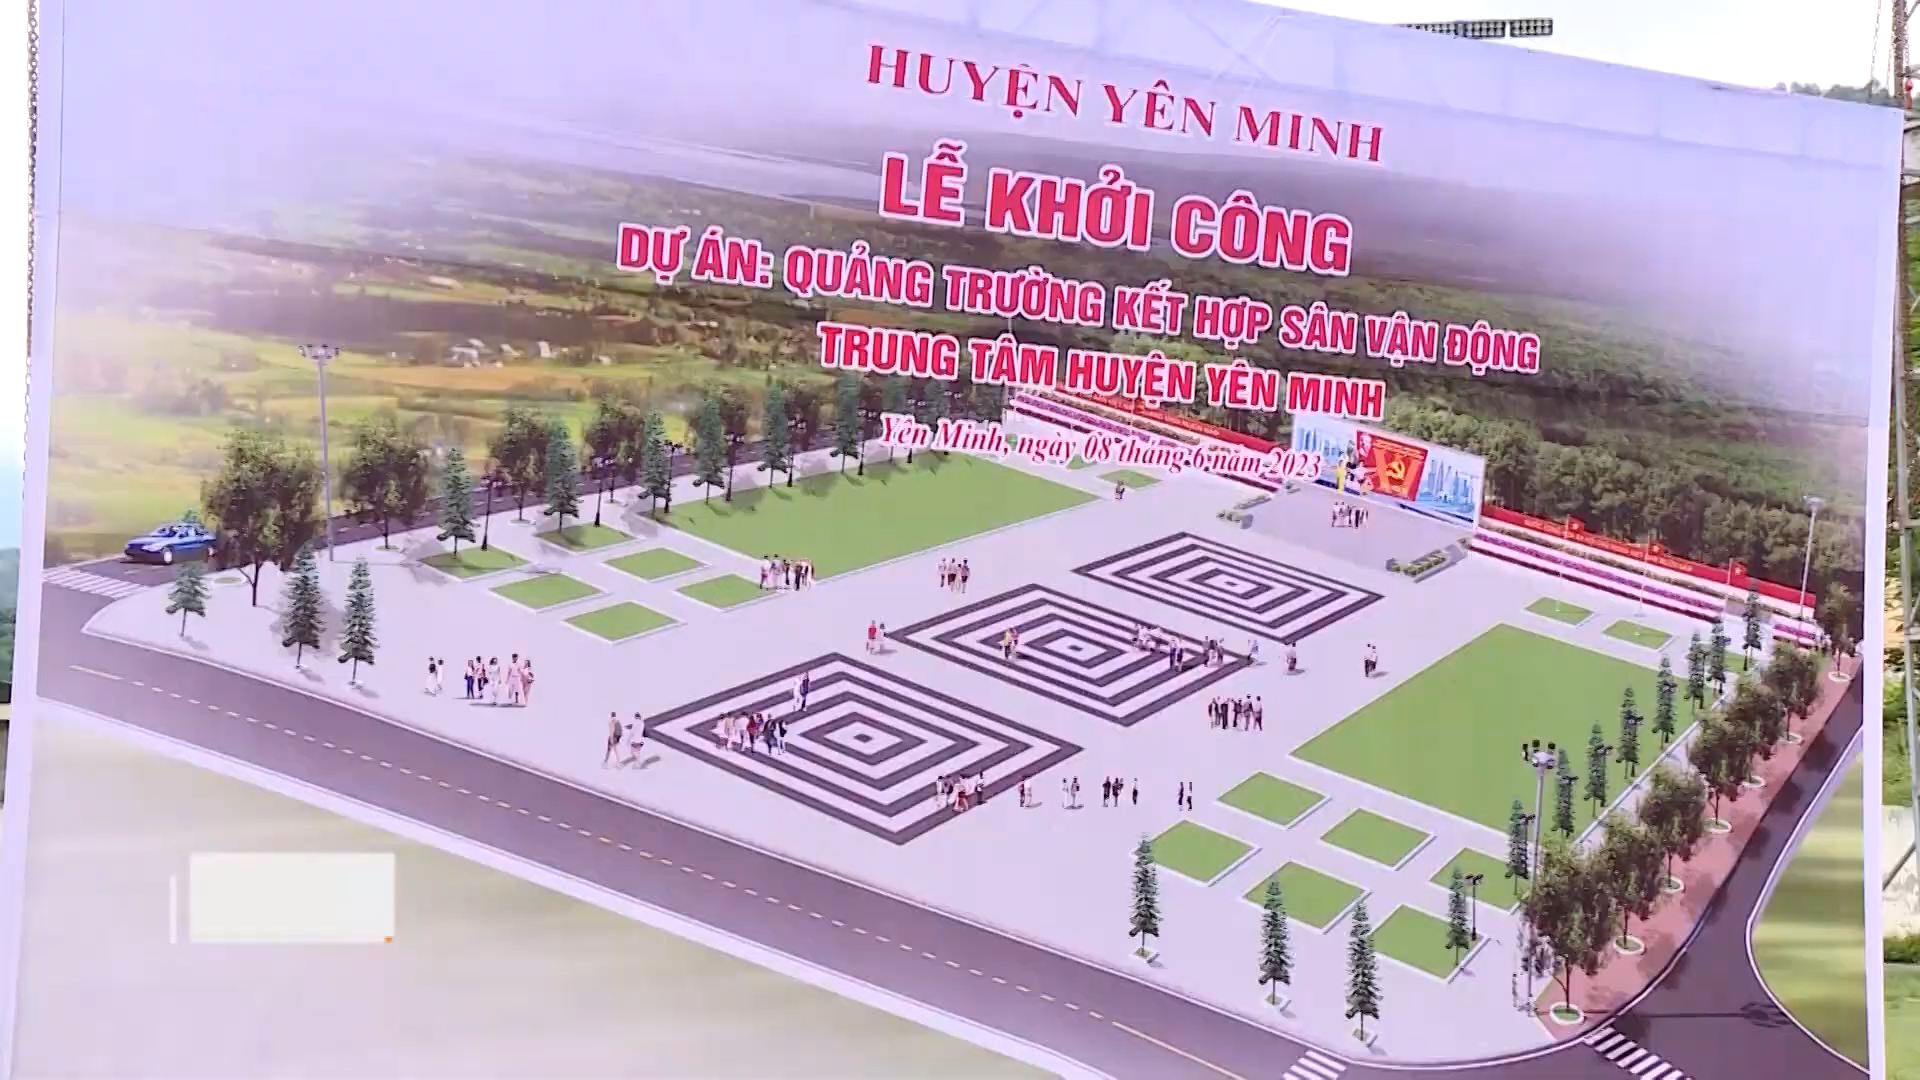 HUYỆN YÊN MINH
LỄ KHỞI CÔNG
DỰ ÁN: QUẢNG TRƯỜNG KẾT HỢP SÂN VẬN ĐỘNG
TRUNG TÂM HUYỆN YÊN MINH
Yên Minh, ngày 08 tháng 6 năm 2023